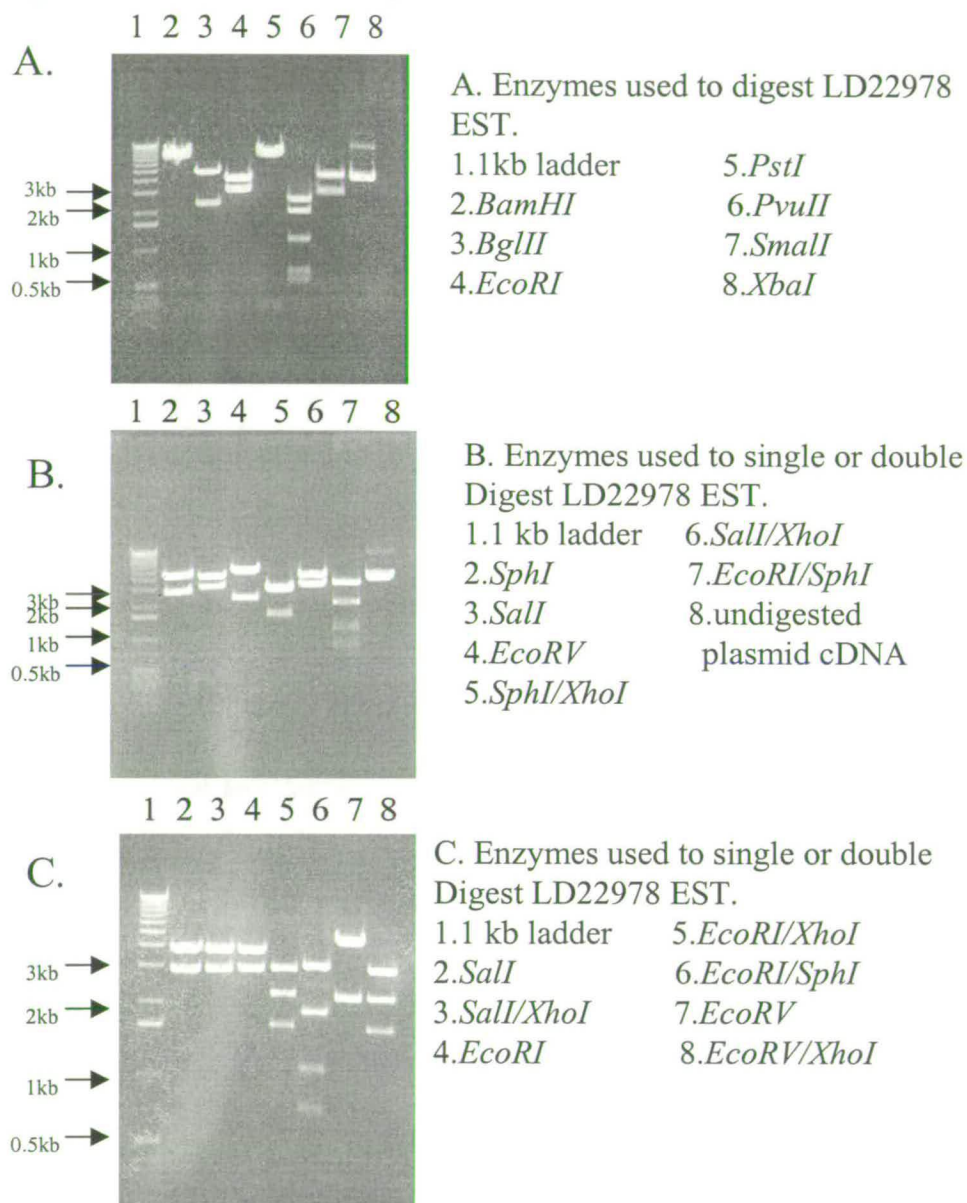 1 2 3 4 5 6 7 8
A.
3kb
2kb
1kb
0.5kb
A. Enzymes used to digest LD22978
EST.
1.1kb ladder 5.PstI
2.BamHI 6.PvuII
3.BglII 7.SmalI
4.EcoRI 8.XbaI
1 2 3 4 5 6 7 8
B.
3kb
2kb
1kb
0.5kb
B. Enzymes used to single or double
Digest LD22978 EST.
1.1 kb ladder 6.SalI/XhoI
2.SphI 7.EcoRI/SphI
3.SalI 8.undigested
4.EcoRV plasmid cDNA
5.SphI/XhoI
1 2 3 4 5 6 7 8
C.
3kb
2kb
1kb
0.5kb
C. Enzymes used to single or double
Digest LD22978 EST.
1.1 kb ladder 5.EcoRI/XhoI
2.SalI 6.EcoRI/SphI
3.SalI/XhoI 7.EcoRV
4.EcoRI 8.EcoRV/XhoI